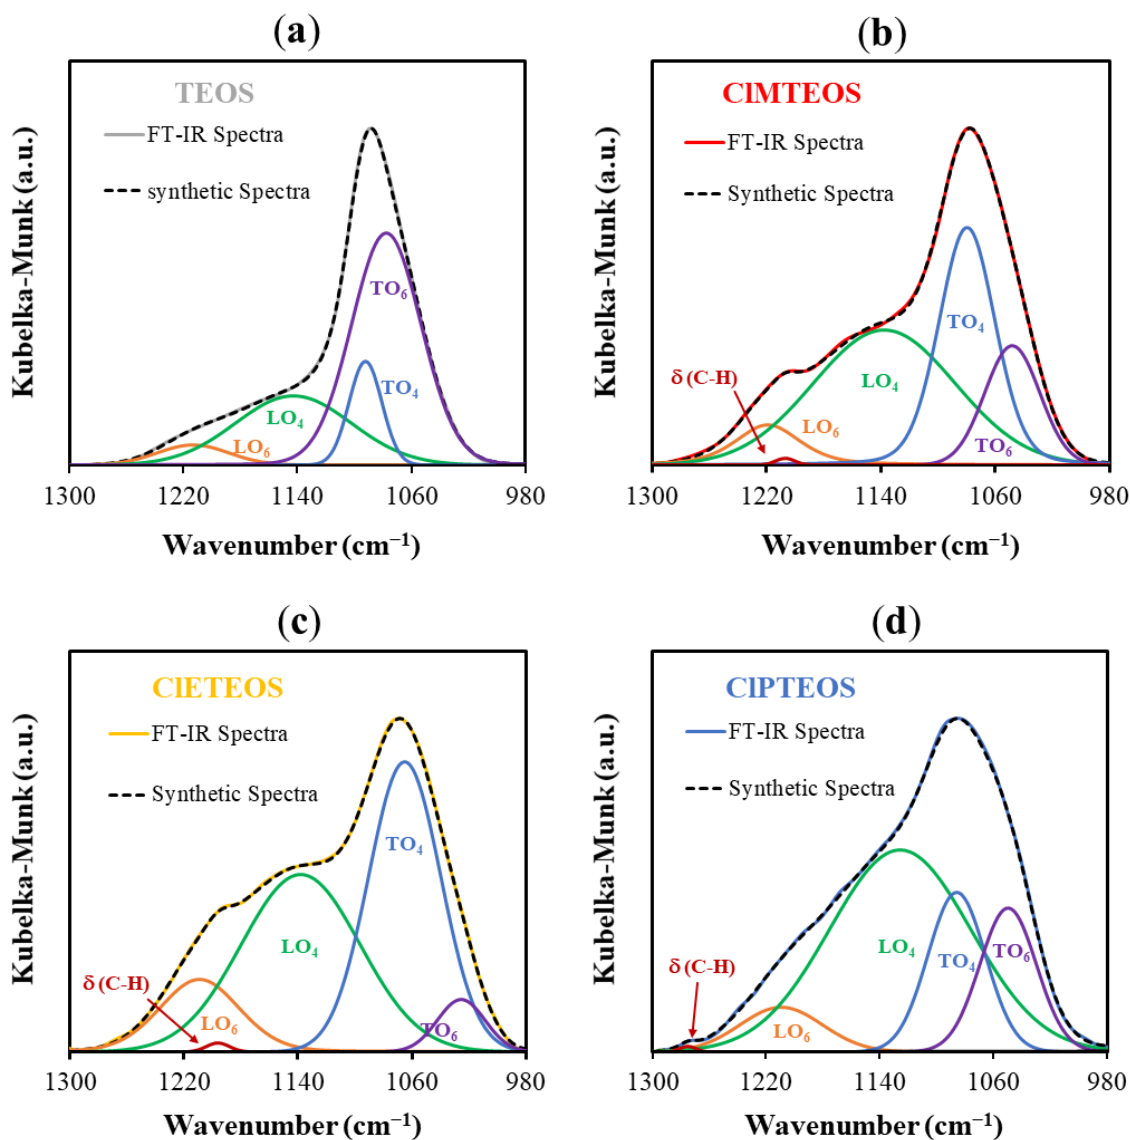 (a)
TEOS
FT-IR Spectra
synthetic Spectra
TO₆
TO₄
LO₄
LO₆
Kubelka-Munk (a.u.)
1300 1220 1140 1060 980
Wavenumber (cm⁻¹)
(b)
ClMTEOS
FT-IR Spectra
Synthetic Spectra
TO₄
δ (C-H)
LO₄
LO₆
TO₆
Kubelka-Munk (a.u.)
1300 1220 1140 1060 980
Wavenumber (cm⁻¹)
(c)
ClETEOS
FT-IR Spectra
Synthetic Spectra
TO₄
LO₄
δ (C-H)
LO₆
TO₆
Kubelka-Munk (a.u.)
1300 1220 1140 1060 980
Wavenumber (cm⁻¹)
(d)
ClPTEOS
FT-IR Spectra
Synthetic Spectra
LO₄
TO₆
TO₄
δ (C-H)
LO₆
Kubelka-Munk (a.u.)
1300 1220 1140 1060 980
Wavenumber (cm⁻¹)